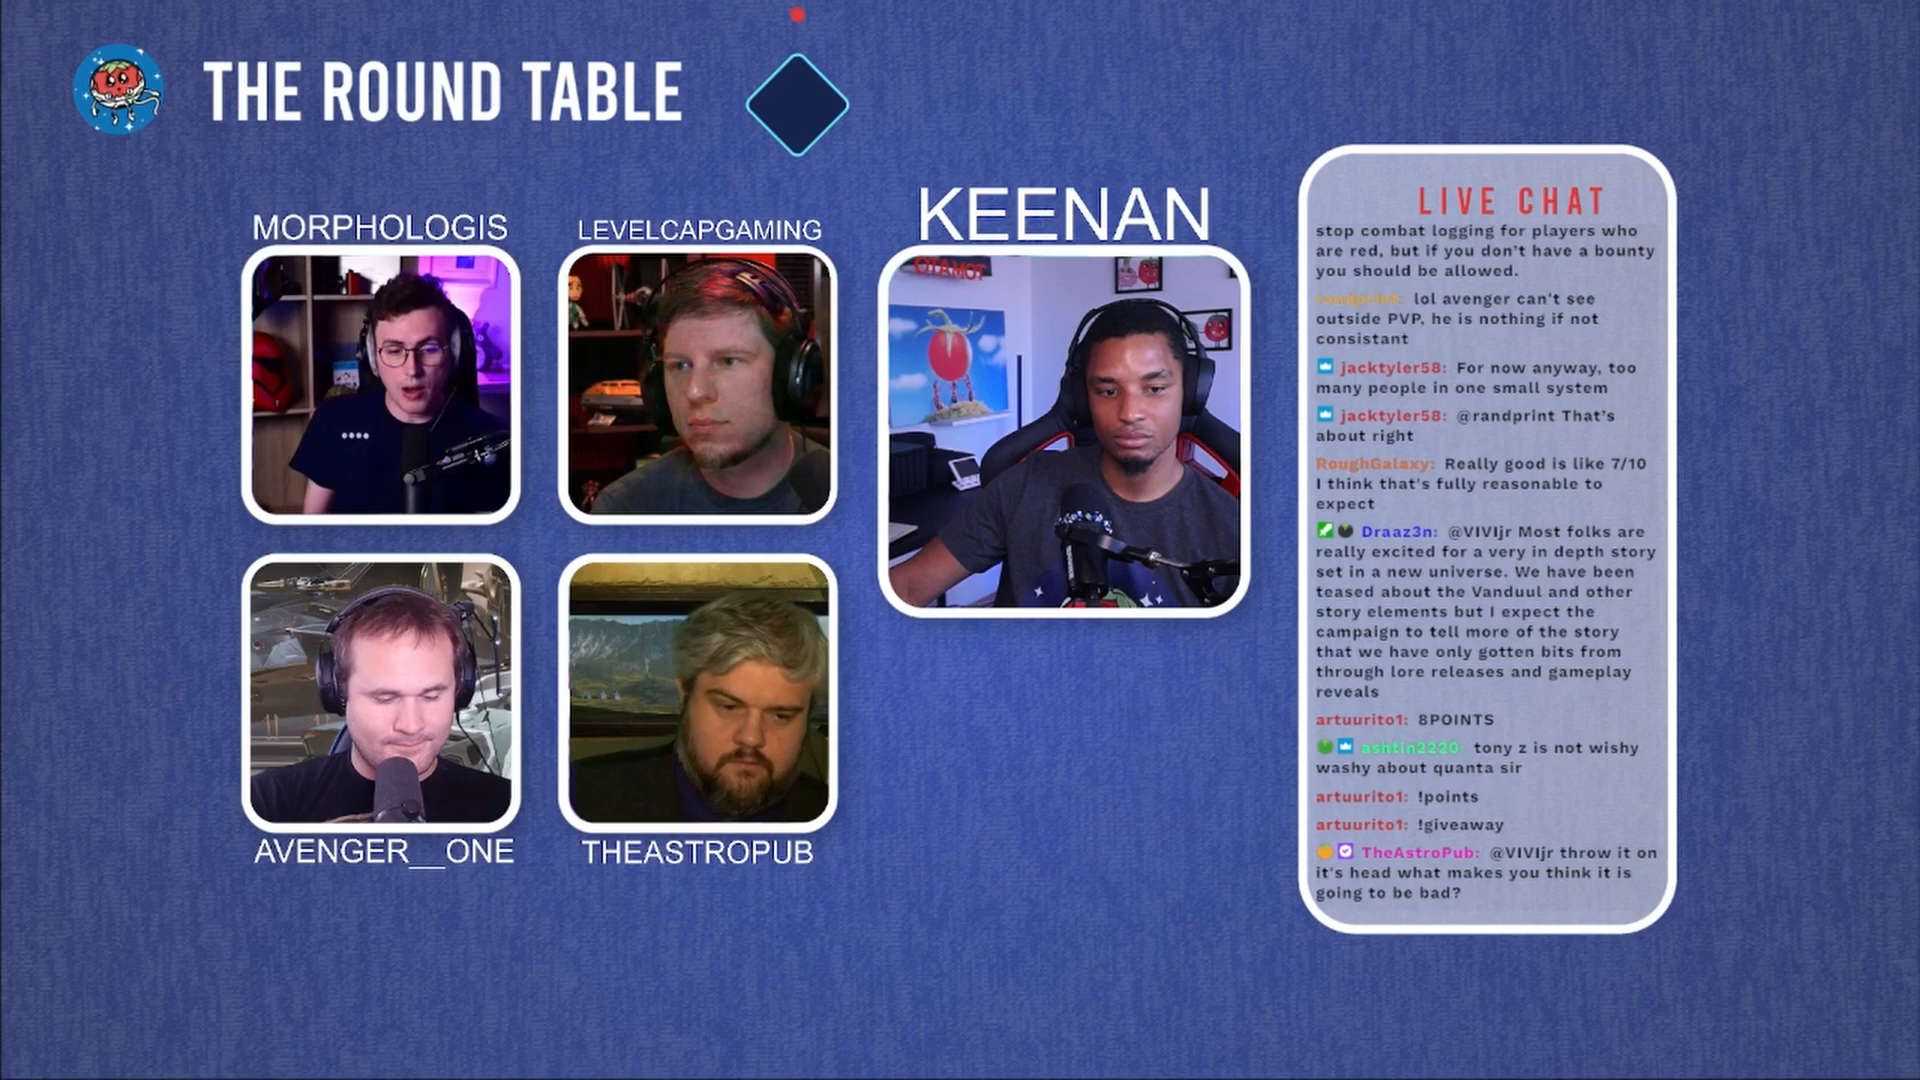 THE ROUND TABLE
MORPHOLOGIS
LEVELCAPGAMING
KEENAN
AVENGER__ONE
THEASTROPUB
LIVE CHAT
stop combat logging for players who
are red, but if you don't have a bounty
you should be allowed.
randprint: lol avenger can't see
outside PVP, he is nothing if not
consistant
jacktyler58: For now anyway, too
many people in one small system
jacktyler58: @randprint That's
about right
RoughGalaxy: Really good is like 7/10
I think that's fully reasonable to
expect
Draaz3n: @VIVIjr Most folks are
really excited for a very in depth story
set in a new universe. We have been
teased about the Vanduul and other
story elements but I expect the
campaign to tell more of the story
that we have only gotten bits from
through lore releases and gameplay
reveals
artuurito1: 8POINTS
ashtin2220: tony z is not wishy
washy about quanta sir
artuurito1: !points
artuurito1: !giveaway
TheAstroPub: @VIVIjr throw it on
it's head what makes you think it is
going to be bad?